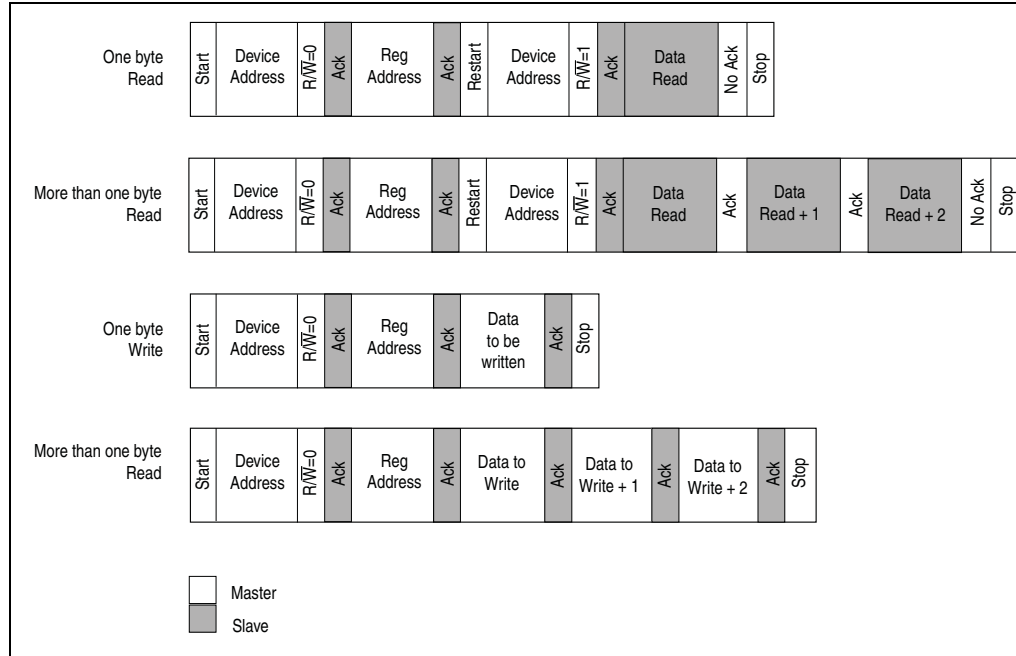 One byte
Read
Start
Device
Address
R/W̅=0
Ack
Reg
Address
Ack
Restart
Device
Address
R/W̅=1
Ack
Data
Read
No Ack
Stop
More than one byte
Read
Start
Device
Address
R/W̅=0
Ack
Reg
Address
Ack
Restart
Device
Address
R/W̅=1
Ack
Data
Read
Ack
Data
Read + 1
Ack
Data
Read + 2
No Ack
Stop
One byte
Write
Start
Device
Address
R/W̅=0
Ack
Reg
Address
Ack
Data
to be
written
Ack
Stop
More than one byte
Read
Start
Device
Address
R/W̅=0
Ack
Reg
Address
Ack
Data to
Write
Ack
Data to
Write + 1
Ack
Data to
Write + 2
Ack
Stop
Master
Slave